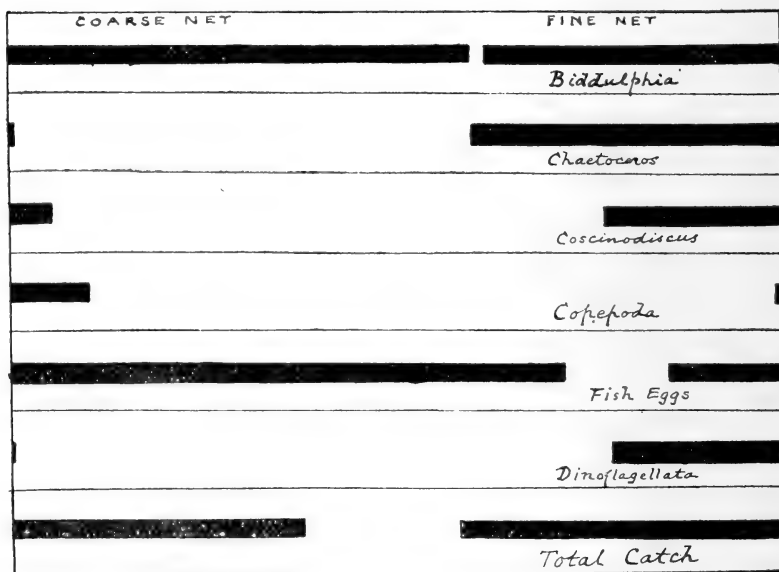 COARSE NET FINE NET
Biddulphia
Chaetoceros
Coscinodiscus
Copepoda
Fish Eggs
Dinoflagellata
Total Catch